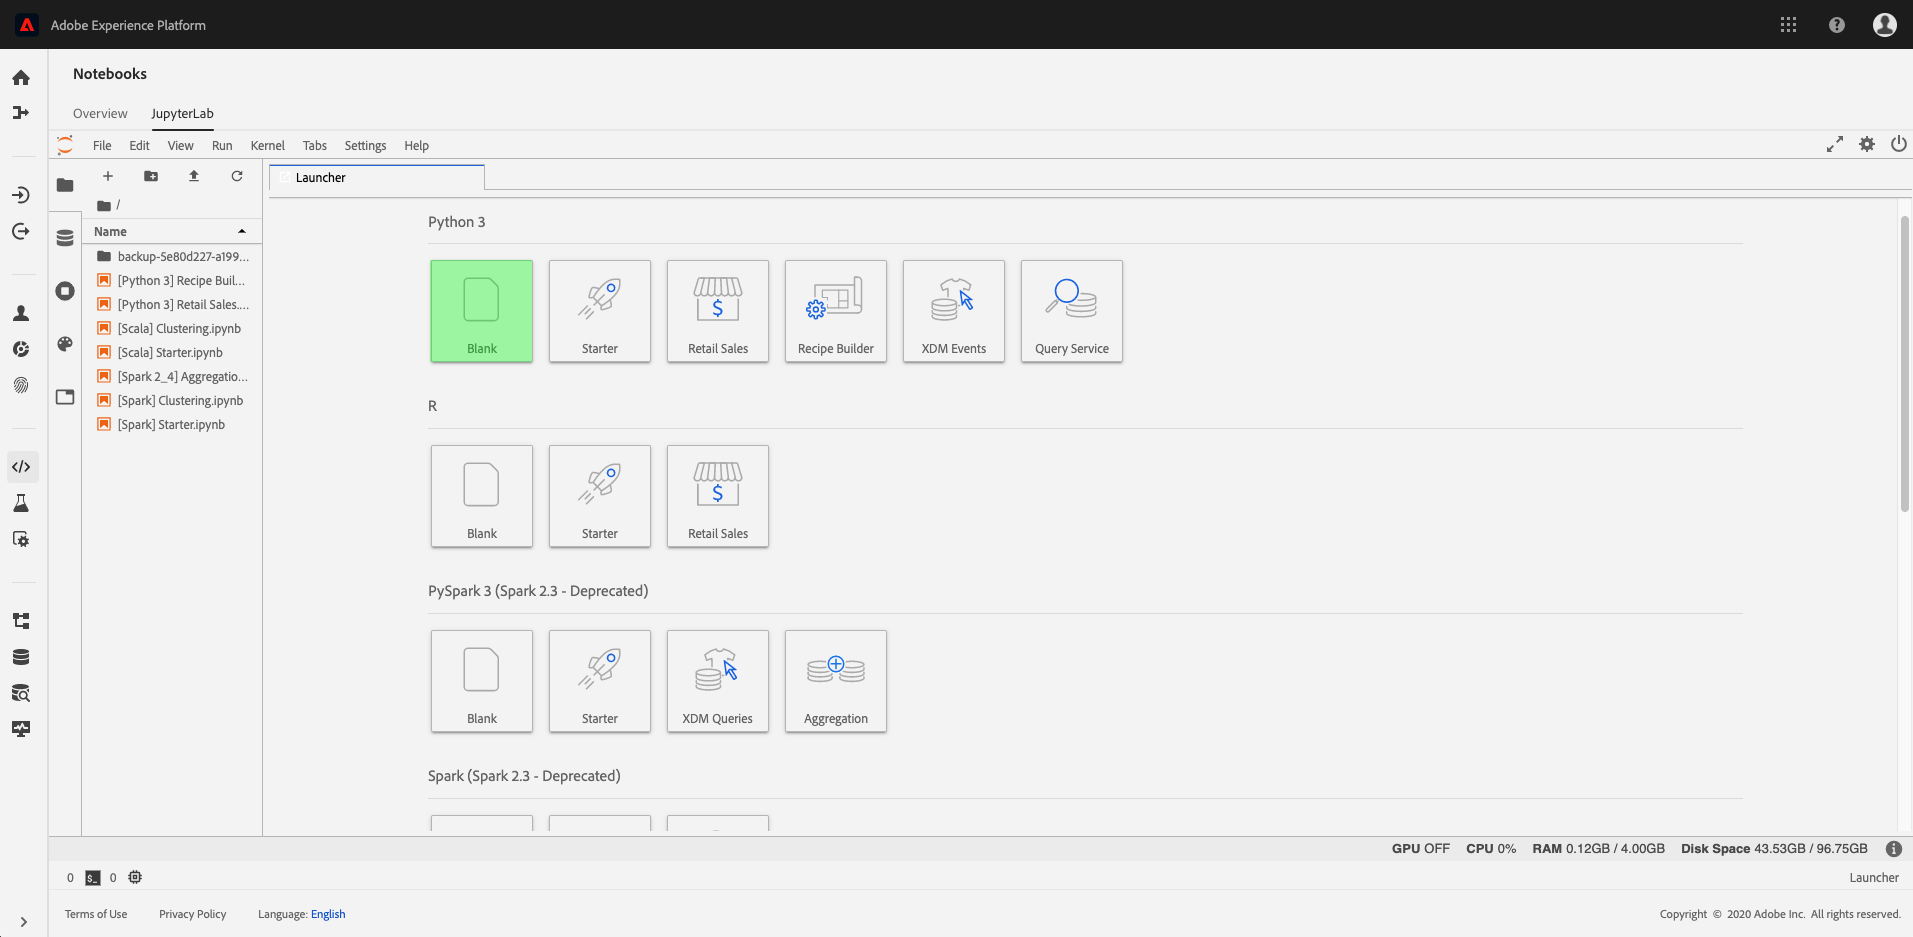 Adobe Experience Platform
Notebooks
Overview JupyterLab
File Edit View Run Kernel Tabs Settings Help
/
Name
backup-5e80d227-a199...
[Python 3] Recipe Buil...
[Python 3] Retail Sales....
[Scala] Clustering.ipynb
[Scala] Starter.ipynb
[Spark 2_4] Aggregatio...
[Spark] Clustering.ipynb
[Spark] Starter.ipynb
Launcher
Python 3
Blank Starter Retail Sales Recipe Builder XDM Events Query Service
R
Blank Starter Retail Sales
PySpark 3 (Spark 2.3 - Deprecated)
Blank Starter XDM Queries Aggregation
Spark (Spark 2.3 - Deprecated)
GPU OFF CPU 0% RAM 0.12GB / 4.00GB Disk Space 43.53GB / 96.75GB
0 $_ 0 Launcher
Terms of Use Privacy Policy Language: English Copyright © 2020 Adobe Inc. All rights reserved.